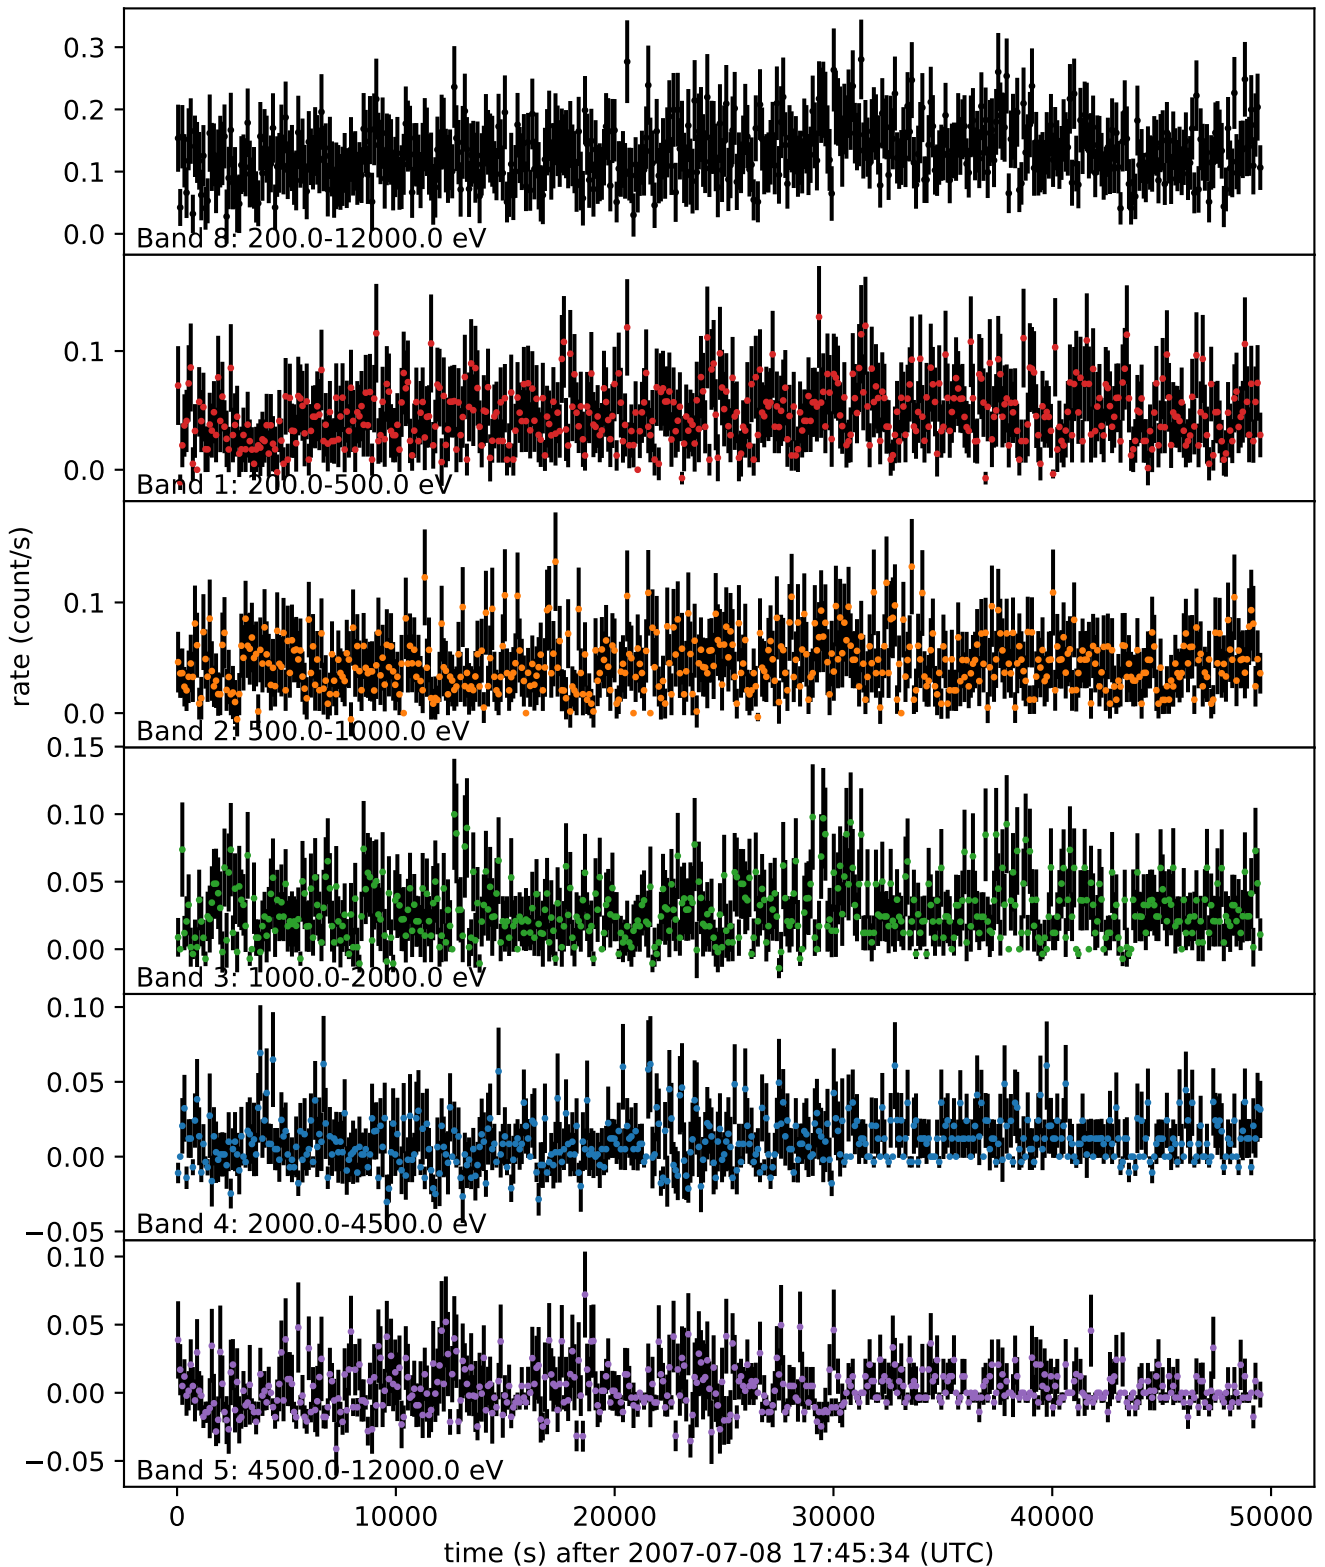 0.3
0.2
0.1
0.0
Band 8: 200.0-12000.0 eV
0.1
0.0
Band 1: 200.0-500.0 eV
rate (count/s)
0.1
0.0
Band 2: 500.0-1000.0 eV
0.15
0.10
0.05
0.00
Band 3: 1000.0-2000.0 eV
0.10
0.05
0.00
−0.05
Band 4: 2000.0-4500.0 eV
0.10
0.05
0.00
−0.05
Band 5: 4500.0-12000.0 eV
0 10000 20000 30000 40000 50000
time (s) after 2007-07-08 17:45:34 (UTC)